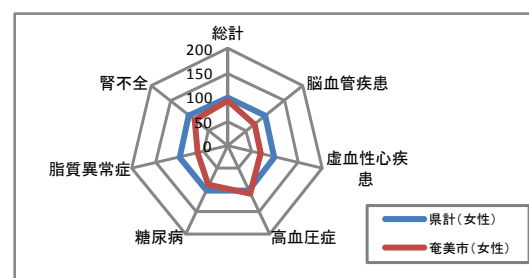 総計
200
150
100
50
0
脳血管疾患
虚血性心疾
患
高血圧症
糖尿病
脂質異常症
腎不全
県計(女性)
奄美市(女性)